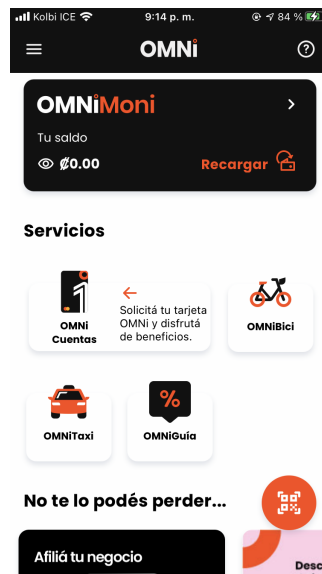 Kolbi ICE 9:14 p. m. 84 %
OMNi
OMNiMoni
Tu saldo
₡0.00 Recargar
Servicios
1
OMNi
Cuentas
Solicitá tu tarjeta
OMNi y disfrutá
de beneficios.
OMNiBici
%
OMNiTaxi
OMNiGuía
No te lo podés perder...
Afiliá tu negocio
Desc